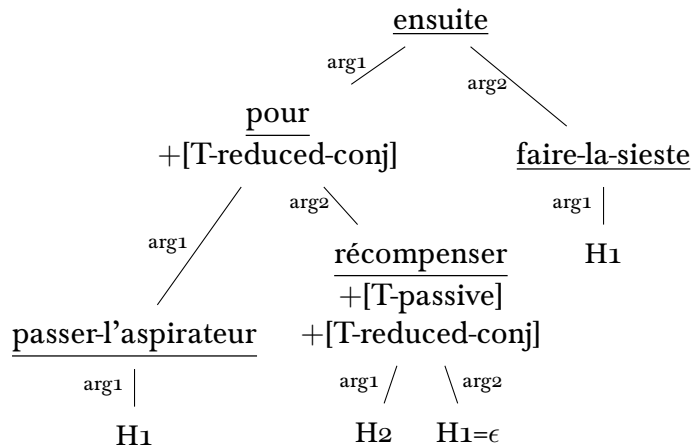 ensuite
arg1 arg2
pour
+[T-reduced-conj]
faire-la-sieste
arg1 arg2 arg1
récompenser H1
+[T-passive]
passer-l'aspirateur +[T-reduced-conj]
arg1 arg1 arg2
H1 H2 H1=ϵ